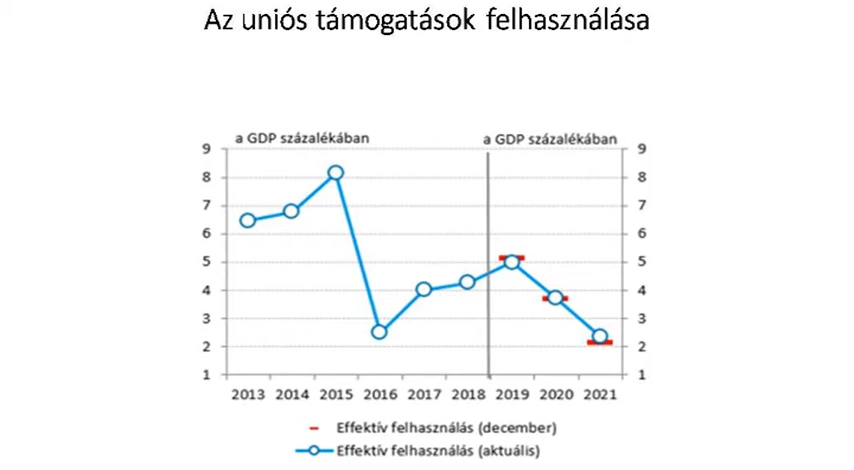 Az uniós támogatások felhasználása
a GDP százalékában
a GDP százalékában
9 9
8 8
7 7
6 6
5 5
4 4
3 3
2 2
1 1
2013 2014 2015 2016 2017 2018 2019 2020 2021
Effektív felhasználás (december)
Effektív felhasználás (aktuális)